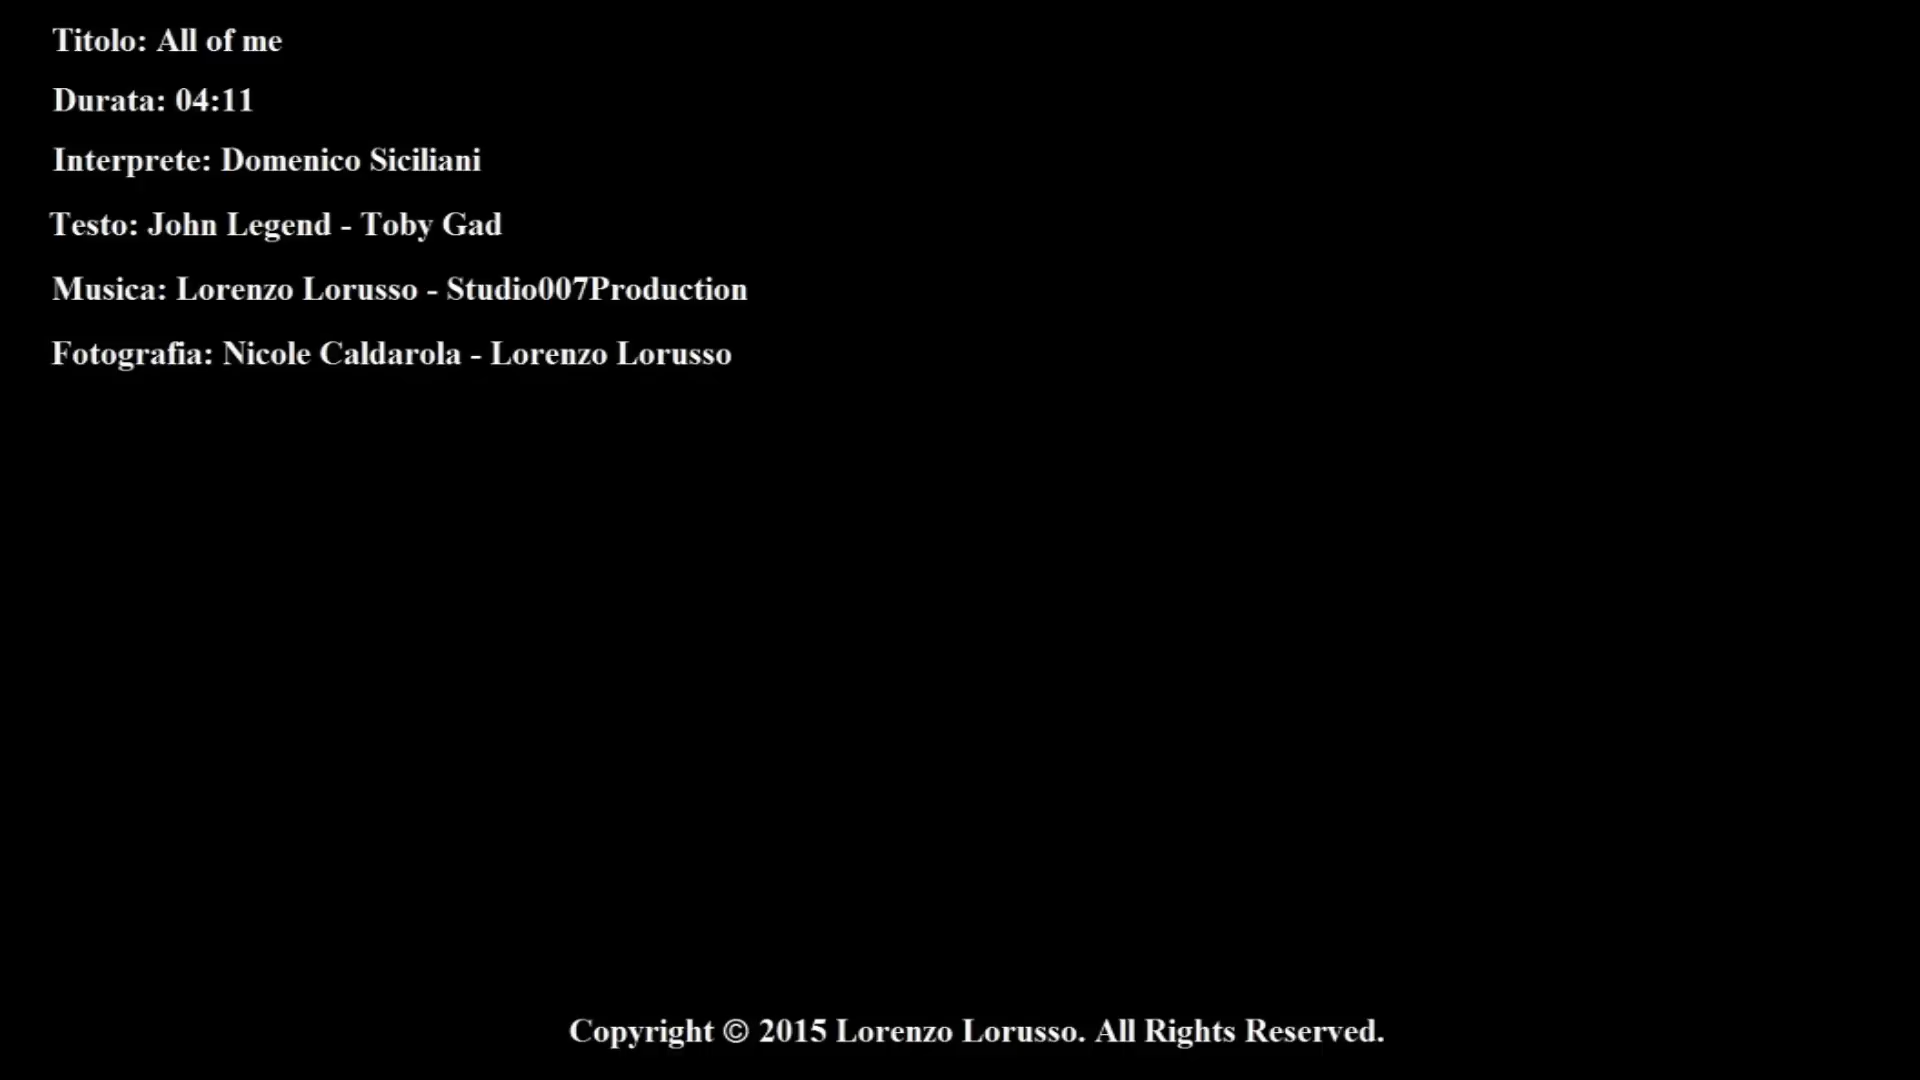 Titolo: All of me
Durata: 04:11
Interprete: Domenico Siciliani
Testo: John Legend - Toby Gad
Musica: Lorenzo Lorusso - Studio007Production
Fotografia: Nicole Caldarola - Lorenzo Lorusso
Copyright © 2015 Lorenzo Lorusso. All Rights Reserved.